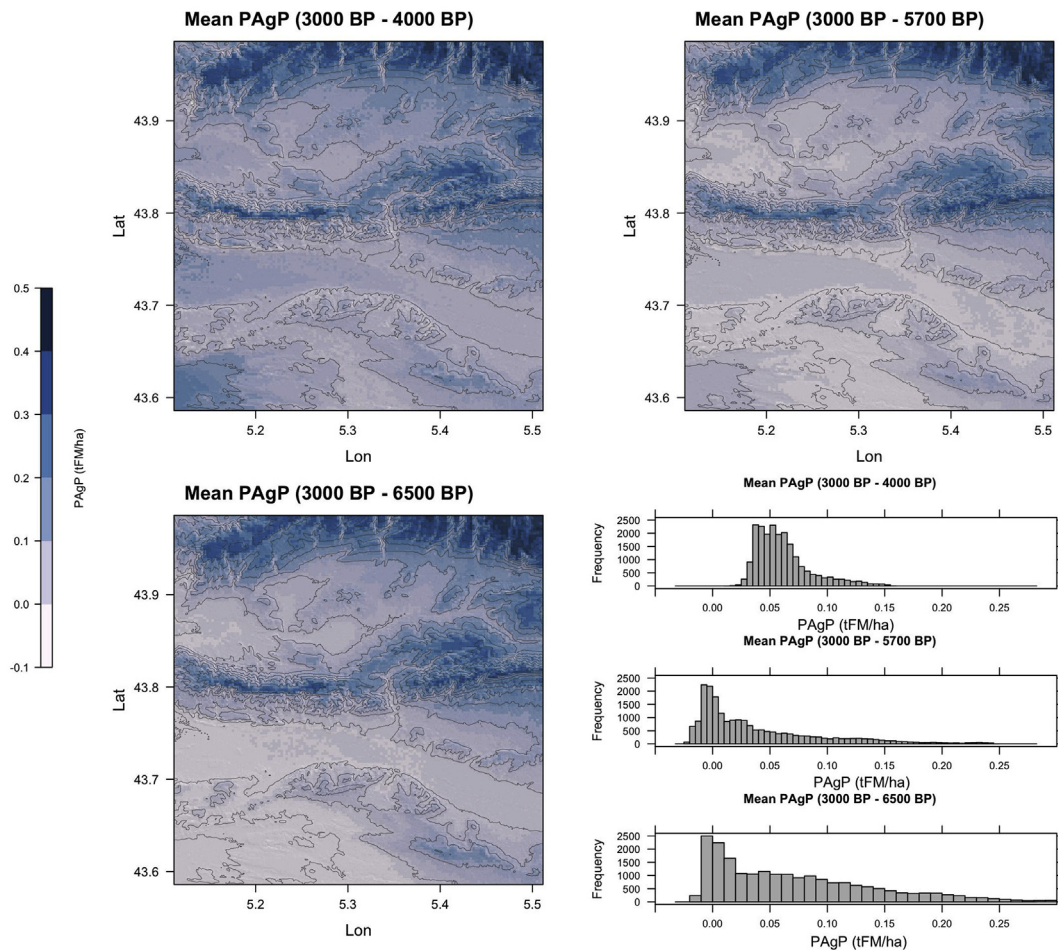 Mean PAgP (3000 BP - 4000 BP)
43.9
43.8
43.7
43.6
Lat
5.2 5.3 5.4 5.5
Lon
Mean PAgP (3000 BP - 5700 BP)
43.9
43.8
43.7
43.6
Lat
5.2 5.3 5.4 5.5
Lon
0.5
0.4
0.3
0.2
0.1
0.0
-0.1
PAgP (tFM/ha)
Mean PAgP (3000 BP - 6500 BP)
43.9
43.8
43.7
43.6
Lat
5.2 5.3 5.4 5.5
Lon
Mean PAgP (3000 BP - 4000 BP)
2500
2000
1500
1000
500
0
Frequency
0.00 0.05 0.10 0.15 0.20 0.25
PAgP (tFM/ha)
Mean PAgP (3000 BP - 5700 BP)
2500
2000
1500
1000
500
0
Frequency
0.00 0.05 0.10 0.15 0.20 0.25
PAgP (tFM/ha)
Mean PAgP (3000 BP - 6500 BP)
2500
2000
1500
1000
500
0
Frequency
0.00 0.05 0.10 0.15 0.20 0.25
PAgP (tFM/ha)